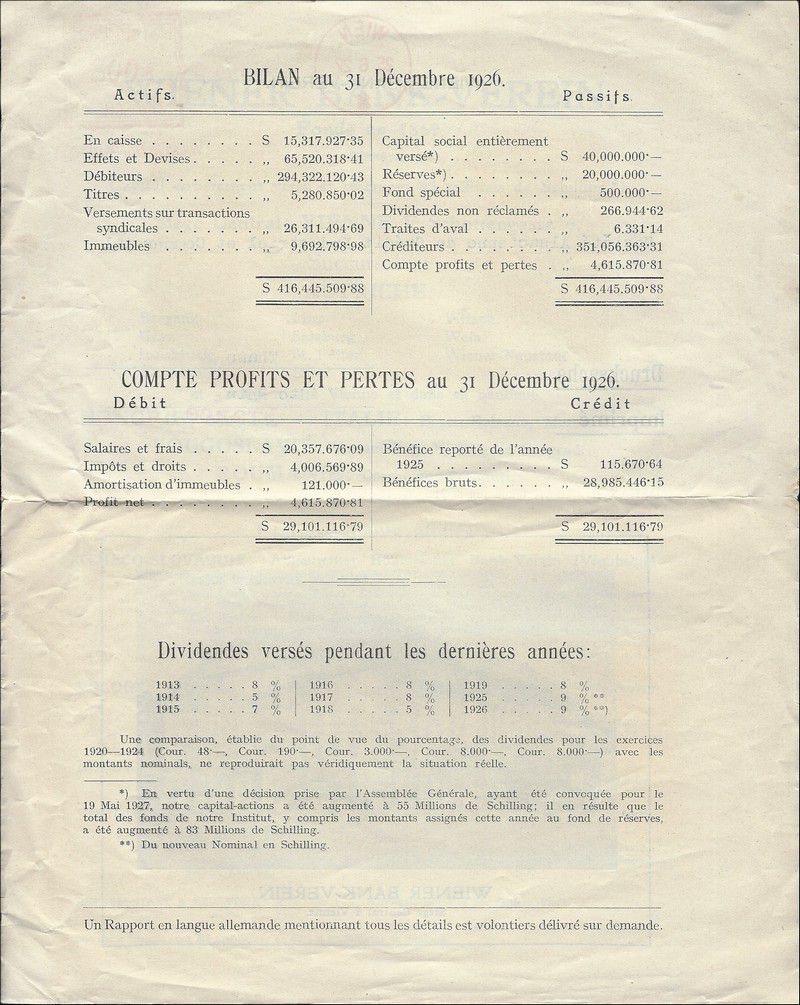 BILAN au 31 Décembre 1926.
Actifs.
Passifs.
En caisse . . . . . . . . S 15,317.927·35
Effets et Devises . . . . . „ 65,520.318·41
Débiteurs . . . . . . . . „ 294,322.120·43
Titres . . . . . . . . . . „ 5,280.850·02
Versements sur transactions
syndicales . . . . . . . „ 26,311.494·69
Immeubles . . . . . . . „ 9,692.798·98
S 416,445.509·88
Capital social entièrement
versé*) . . . . . . . . S 40,000.000·—
Réserves*) . . . . . . . . „ 20,000.000·—
Fond spécial . . . . . . „ 500.000·—
Dividendes non réclamés . „ 266.944·62
Traites d'aval . . . . . . „ 6.331·14
Créditeurs . . . . . . . . „ 351,056.363·31
Compte profits et pertes . „ 4,615.870·81
S 416,445.509·88
COMPTE PROFITS ET PERTES au 31 Décembre 1926.
Débit
Crédit
Salaires et frais . . . . . S 20,357.676·09
Impôts et droits . . . . . „ 4,006.569·89
Amortisation d'immeubles . „ 121.000·—
Profit net . . . . . . . . „ 4,615.870·81
S 29,101.116·79
Bénéfice reporté de l'année
1925 . . . . . . . . . S 115.670·64
Bénéfices bruts . . . . . . „ 28,985.446·15
S 29,101.116·79
Dividendes versés pendant les dernières années:
1913 . . . . . 8 % 1916 . . . . . 8 % 1919 . . . . . 8 %
1914 . . . . . 5 % 1917 . . . . . 8 % 1925 . . . . . 9 % **
1915 . . . . . 7 % 1918 . . . . . 5 % 1926 . . . . . 9 % **)
Une comparaison, établie du point de vue du pourcentage, des dividendes pour les exercices
1920—1924 (Cour. 48·—, Cour. 190·—, Cour. 3.000·—, Cour. 8.000·—, Cour. 8.000·—) avec les
montants nominals, ne reproduirait pas véridiquement la situation réelle.
*) En vertu d'une décision prise par l'Assemblée Générale, ayant été convoquée pour le
19 Mai 1927, notre capital-actions a été augmenté à 55 Millions de Schilling; il en résulte que le
total des fonds de notre Institut, y compris les montants assignés cette année au fond de réserves,
a été augmenté à 83 Millions de Schilling.
**) Du nouveau Nominal en Schilling.
WIENER BANK-VEREIN
Un Rapport en langue allemande mentionnant tous les détails est volontiers délivré sur demande.